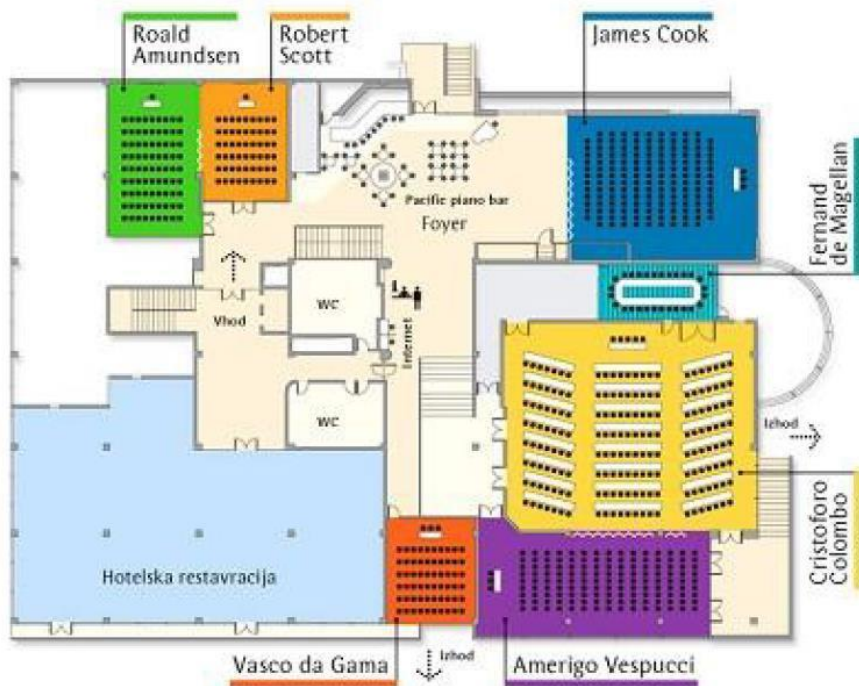 Roald
Amundsen
Robert
Scott
James Cook
Fernand
de Magellan
Pacific piano bar
Foyer
WC
Vhod
Internet
WC
Izhod
Cristoforo
Colombo
Hotelska restavracija
Vasco da Gama
Izhod
Amerigo Vespucci